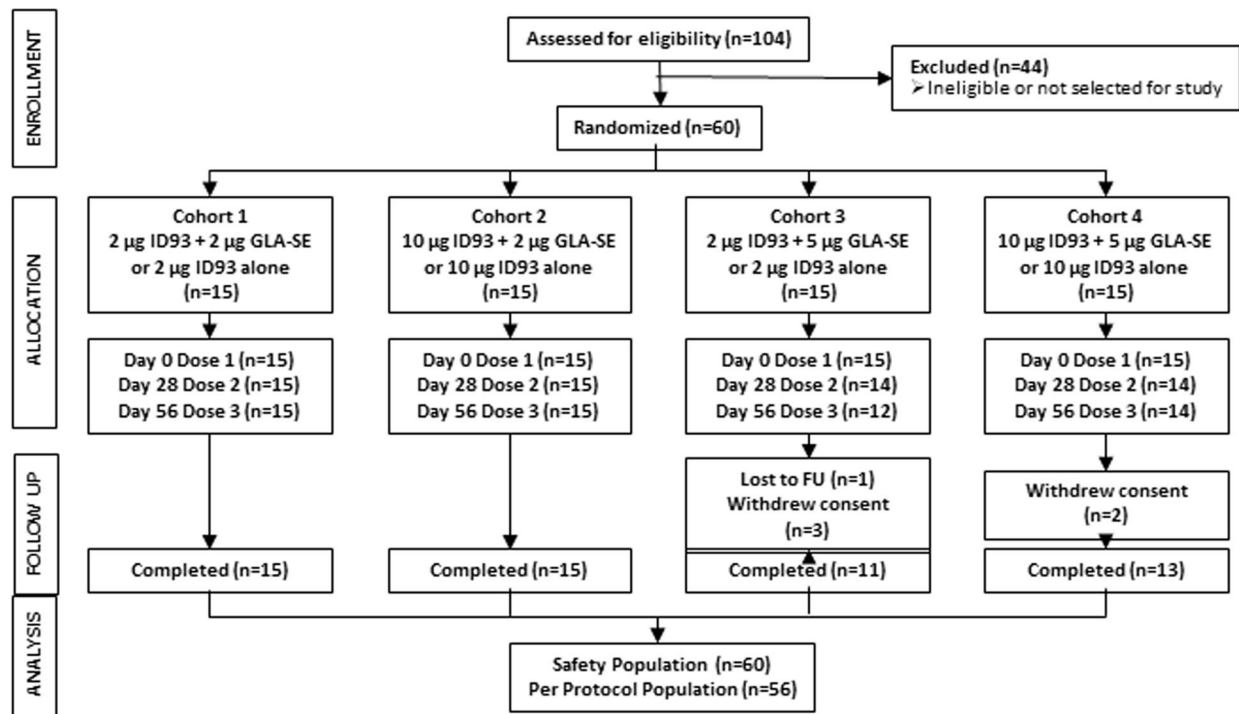 ENROLLMENT
Assessed for eligibility (n=104)
Excluded (n=44)
➢Ineligible or not selected for study
Randomized (n=60)
ALLOCATION
Cohort 1
2 µg ID93 + 2 µg GLA-SE
or 2 µg ID93 alone
(n=15)
Cohort 2
10 µg ID93 + 2 µg GLA-SE
or 10 µg ID93 alone
(n=15)
Cohort 3
2 µg ID93 + 5 µg GLA-SE
or 2 µg ID93 alone
(n=15)
Cohort 4
10 µg ID93 + 5 µg GLA-SE
or 10 µg ID93 alone
(n=15)
Day 0 Dose 1 (n=15)
Day 28 Dose 2 (n=15)
Day 56 Dose 3 (n=15)
Day 0 Dose 1 (n=15)
Day 28 Dose 2 (n=15)
Day 56 Dose 3 (n=15)
Day 0 Dose 1 (n=15)
Day 28 Dose 2 (n=14)
Day 56 Dose 3 (n=12)
Day 0 Dose 1 (n=15)
Day 28 Dose 2 (n=14)
Day 56 Dose 3 (n=14)
FOLLOW UP
Lost to FU (n=1)
Withdrew consent
(n=3)
Withdrew consent
(n=2)
Completed (n=15)
Completed (n=15)
Completed (n=11)
Completed (n=13)
ANALYSIS
Safety Population (n=60)
Per Protocol Population (n=56)